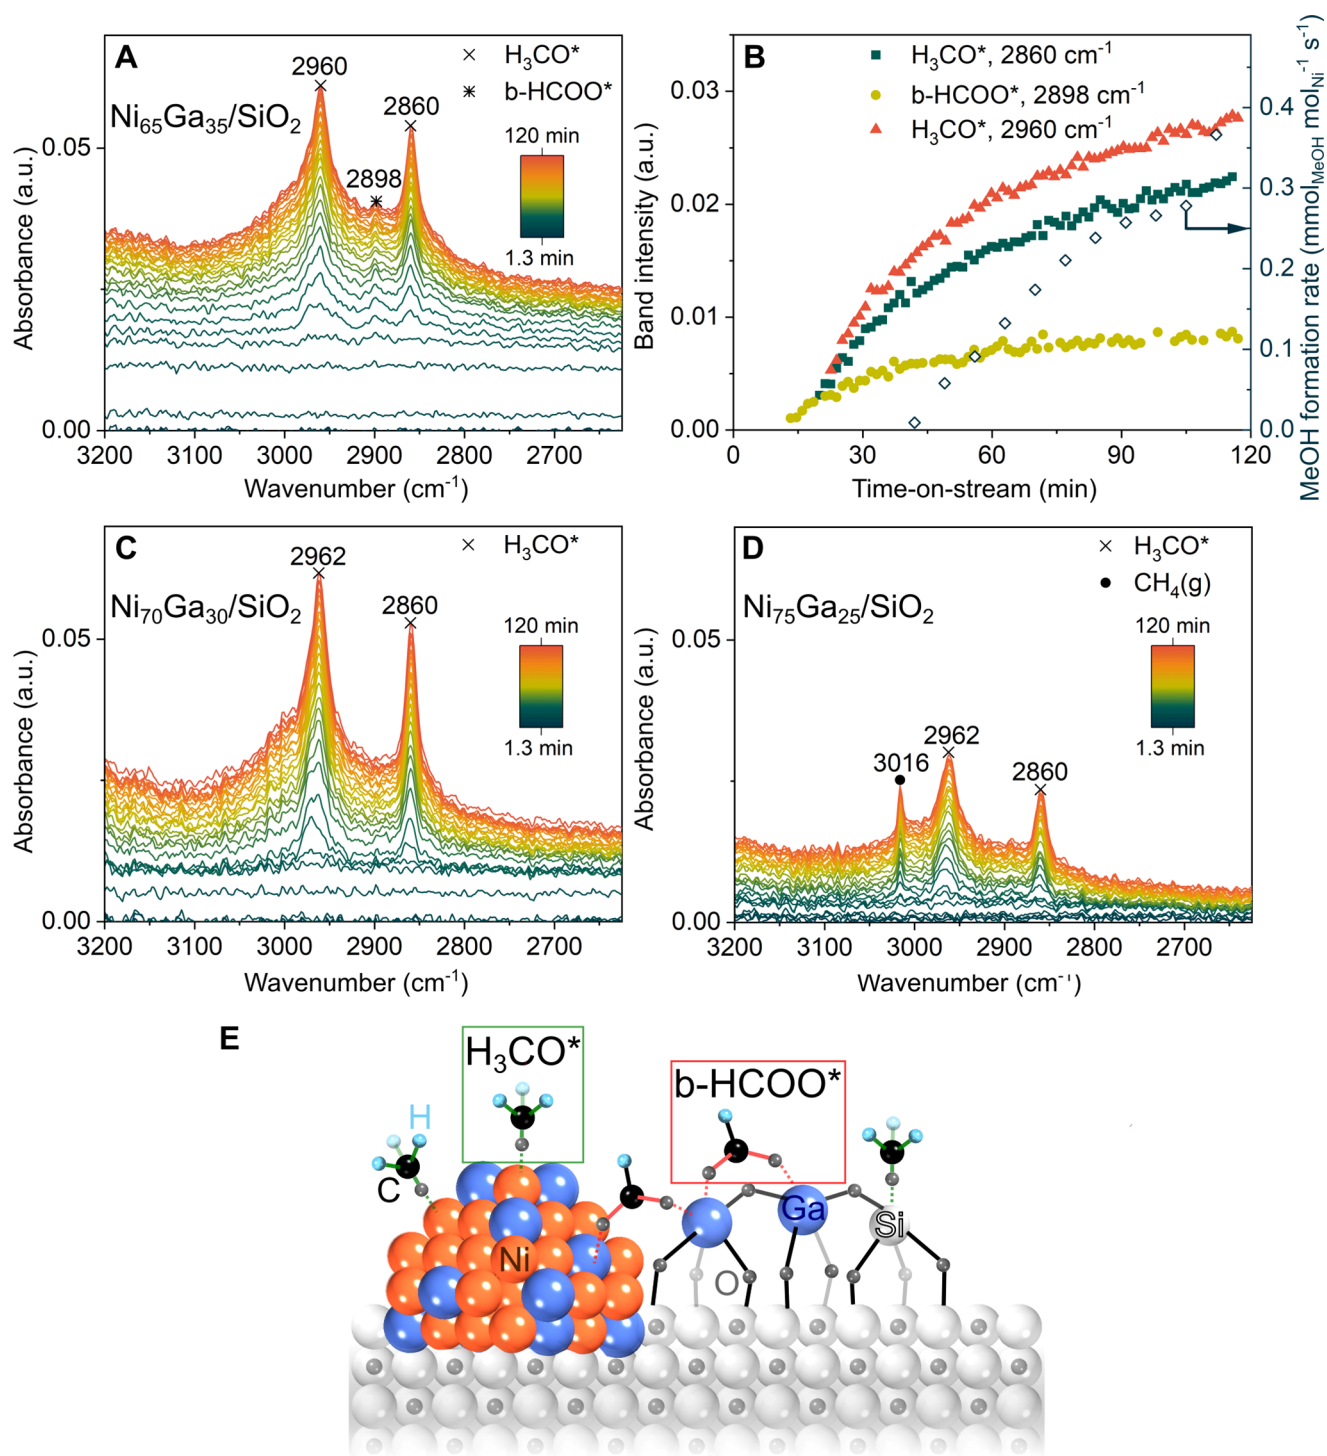 A
× H₃CO*
✳ b-HCOO*
2960
2860
2898
Ni₆₅Ga₃₅/SiO₂
120 min
1.3 min
0.05
0.00
Absorbance (a.u.)
3200 3100 3000 2900 2800 2700
Wavenumber (cm⁻¹)
B
H₃CO*, 2860 cm⁻¹
b-HCOO*, 2898 cm⁻¹
H₃CO*, 2960 cm⁻¹
0.03
0.02
0.01
0.00
Band intensity (a.u.)
0.4
0.3
0.2
0.1
0.0
MeOH formation rate (mmol_MeOH mol_Ni⁻¹ s⁻¹)
0 30 60 90 120
Time-on-stream (min)
C
× H₃CO*
2962
2860
Ni₇₀Ga₃₀/SiO₂
120 min
1.3 min
0.05
0.00
Absorbance (a.u.)
3200 3100 3000 2900 2800 2700
Wavenumber (cm⁻¹)
D
× H₃CO*
● CH₄(g)
Ni₇₅Ga₂₅/SiO₂
120 min
1.3 min
3016
2962
2860
0.05
0.00
Absorbance (a.u.)
3200 3100 3000 2900 2800 2700
Wavenumber (cm⁻¹)
E
H₃CO*
b-HCOO*
H
C
Ni
Ga
Si
O